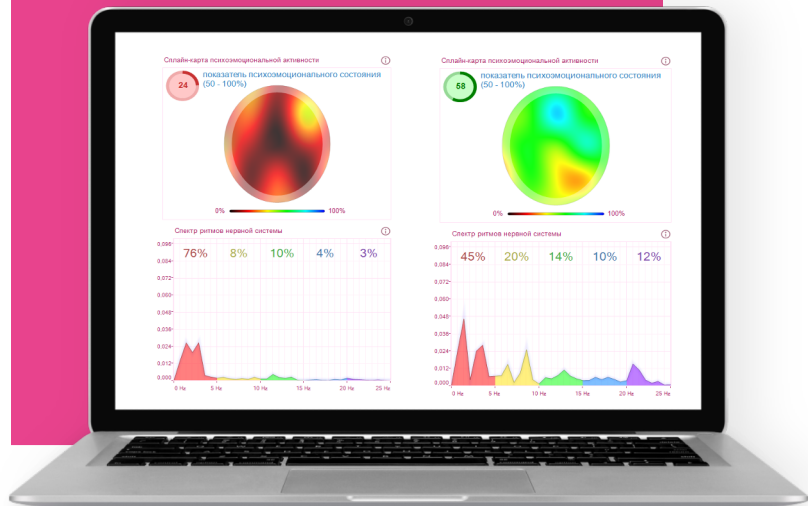 Сплайн-карта психоэмоциональной активности
24
показатель психоэмоционального состояния
(50 - 100%)
0%
100%
Спектр ритмов нервной системы
76% 8% 10% 4% 3%
0,096
0,084
0,072
0,060
0,048
0,036
0,024
0,012
0,000
0 Hz 5 Hz 10 Hz 15 Hz 20 Hz 25 Hz
Сплайн-карта психоэмоциональной активности
58
показатель психоэмоционального состояния
(50 - 100%)
0%
100%
Спектр ритмов нервной системы
45% 20% 14% 10% 12%
0,096
0,084
0,072
0,060
0,048
0,036
0,024
0,012
0,000
0 Hz 5 Hz 10 Hz 15 Hz 20 Hz 25 Hz